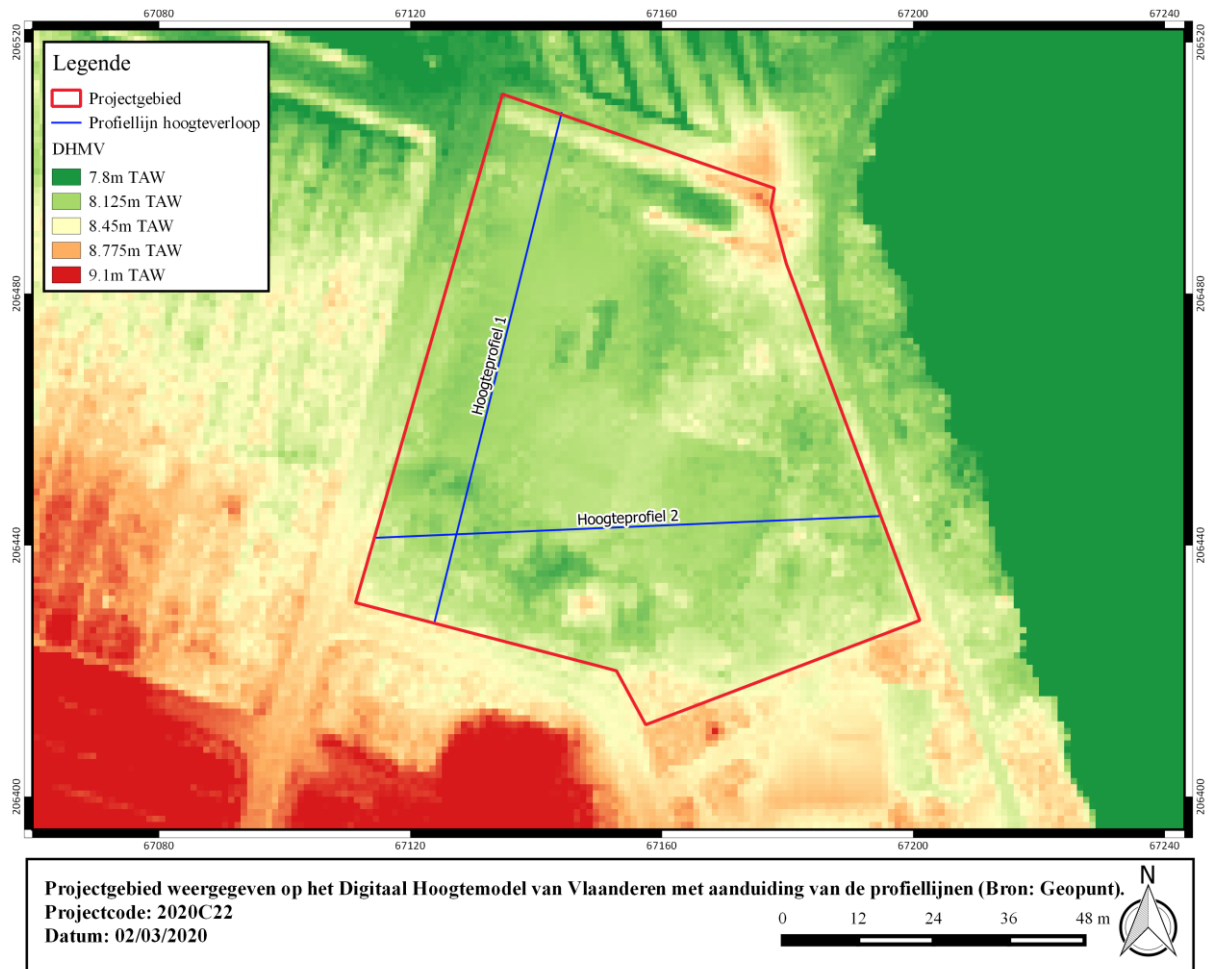 67080 67120 67160 67200 67240
206520 206520
Legende
Projectgebied
Profiellijn hoogteverloop
DHMV
7.8m TAW
8.125m TAW
8.45m TAW
8.775m TAW
9.1m TAW
206480 206480
Hoogteprofiel 1
Hoogteprofiel 2
206440 206440
206400 206400
67080 67120 67160 67200 67240
Projectgebied weergegeven op het Digitaal Hoogtemodel van Vlaanderen met aanduiding van de profiellijnen (Bron: Geopunt).
Projectcode: 2020C22
Datum: 02/03/2020
0 12 24 36 48 m
N